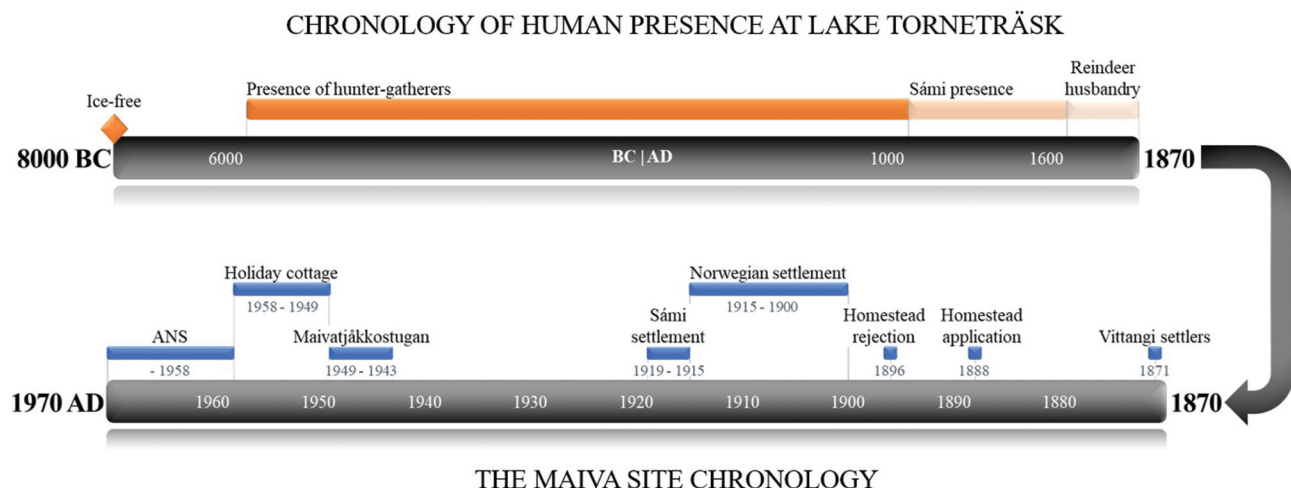 CHRONOLOGY OF HUMAN PRESENCE AT LAKE TORNETRÄSK
Ice-free
Presence of hunter-gatherers
Sámi presence
Reindeer
husbandry
8000 BC
6000
BC | AD
1000
1600
1870
Holiday cottage
1958 - 1949
Norwegian settlement
1915 - 1900
ANS
- 1958
Maivatjåkkostugan
1949 - 1943
Sámi
settlement
1919 - 1915
Homestead
rejection
1896
Homestead
application
1888
Vittangi settlers
1871
1970 AD
1960
1950
1940
1930
1920
1910
1900
1890
1880
1870
THE MAIVA SITE CHRONOLOGY